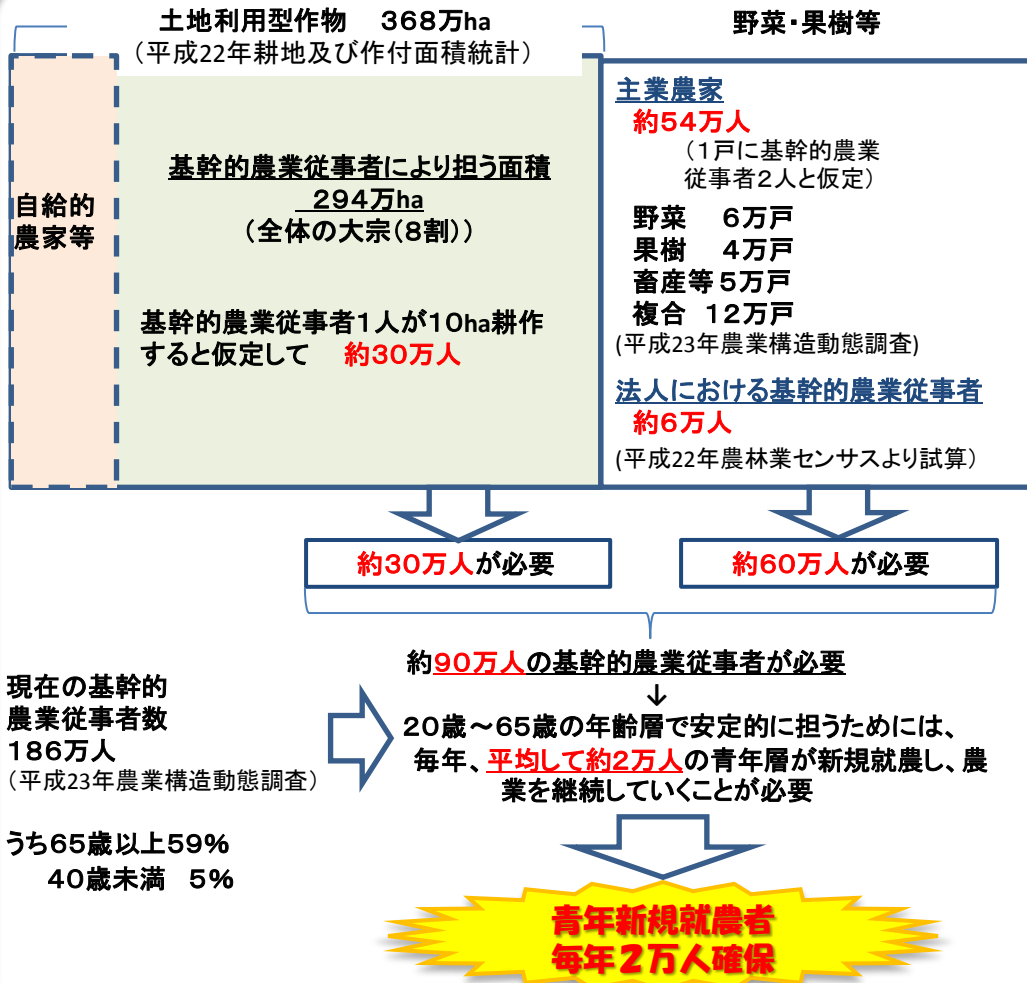 土地利用型作物　368万ha
（平成22年耕地及び作付面積統計）
自給的
農家等
基幹的農業従事者により担う面積
294万ha
（全体の大宗（8割））
基幹的農業従事者1人が10ha耕作
すると仮定して　約30万人
野菜・果樹等
主業農家
約54万人
（1戸に基幹的農業
従事者2人と仮定）
野菜　6万戸
果樹　4万戸
畜産等5万戸
複合　12万戸
(平成23年農業構造動態調査)
法人における基幹的農業従事者
約6万人
(平成22年農林業センサスより試算）
約30万人が必要
約60万人が必要
約90万人の基幹的農業従事者が必要
↓
現在の基幹的
農業従事者数
186万人
（平成23年農業構造動態調査）
うち65歳以上59%
40歳未満　5%
20歳～65歳の年齢層で安定的に担うためには、
毎年、平均して約2万人の青年層が新規就農し、農
業を継続していくことが必要
青年新規就農者
毎年2万人確保